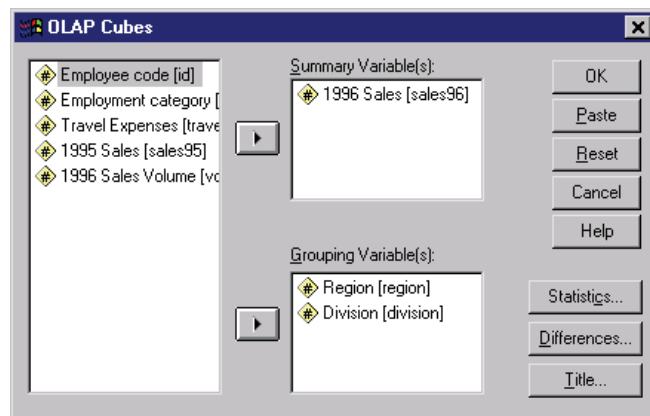 OLAP Cubes
Employee code [id]
Employment category [
Travel Expenses [trave
1995 Sales [sales95]
1996 Sales Volume [vo
Summary Variable(s):
1996 Sales [sales96]
Grouping Variable(s):
Region [region]
Division [division]
OK
Paste
Reset
Cancel
Help
Statistics...
Differences...
Title...